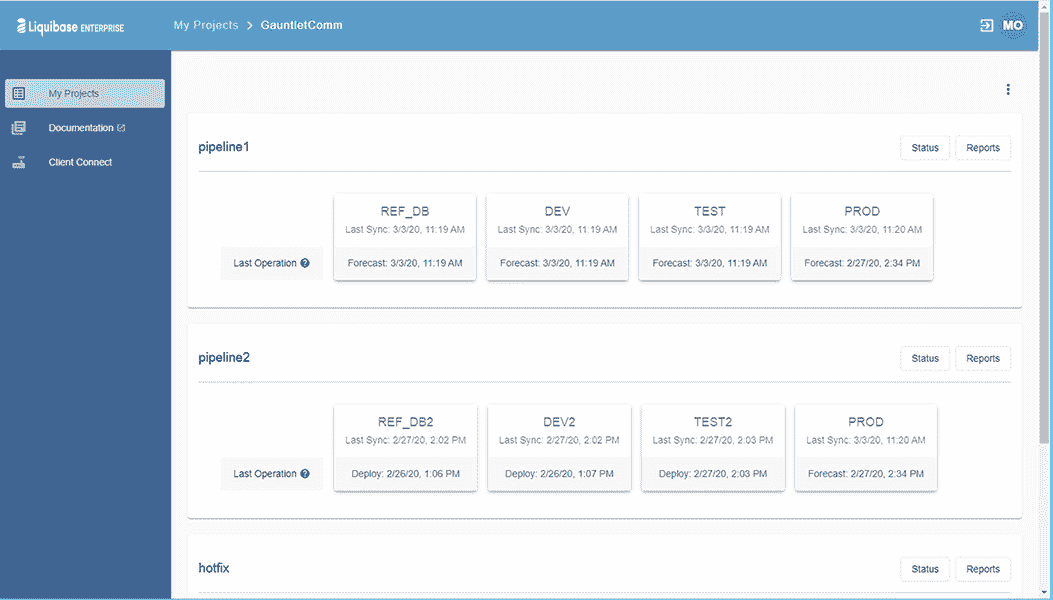 Liquibase ENTERPRISE
My Projects > GauntletComm
MO
My Projects
Documentation
Client Connect
pipeline1
Status
Reports
REF_DB
Last Sync: 3/3/20, 11:19 AM
DEV
Last Sync: 3/3/20, 11:19 AM
TEST
Last Sync: 3/3/20, 11:19 AM
PROD
Last Sync: 3/3/20, 11:20 AM
Last Operation ?
Forecast: 3/3/20, 11:19 AM
Forecast: 3/3/20, 11:19 AM
Forecast: 3/3/20, 11:19 AM
Forecast: 2/27/20, 2:34 PM
pipeline2
Status
Reports
REF_DB2
Last Sync: 2/27/20, 2:02 PM
DEV2
Last Sync: 2/27/20, 2:02 PM
TEST2
Last Sync: 2/27/20, 2:03 PM
PROD
Last Sync: 3/3/20, 11:20 AM
Last Operation ?
Deploy: 2/26/20, 1:06 PM
Deploy: 2/26/20, 1:07 PM
Deploy: 2/27/20, 2:03 PM
Forecast: 2/27/20, 2:34 PM
hotfix
Status
Reports